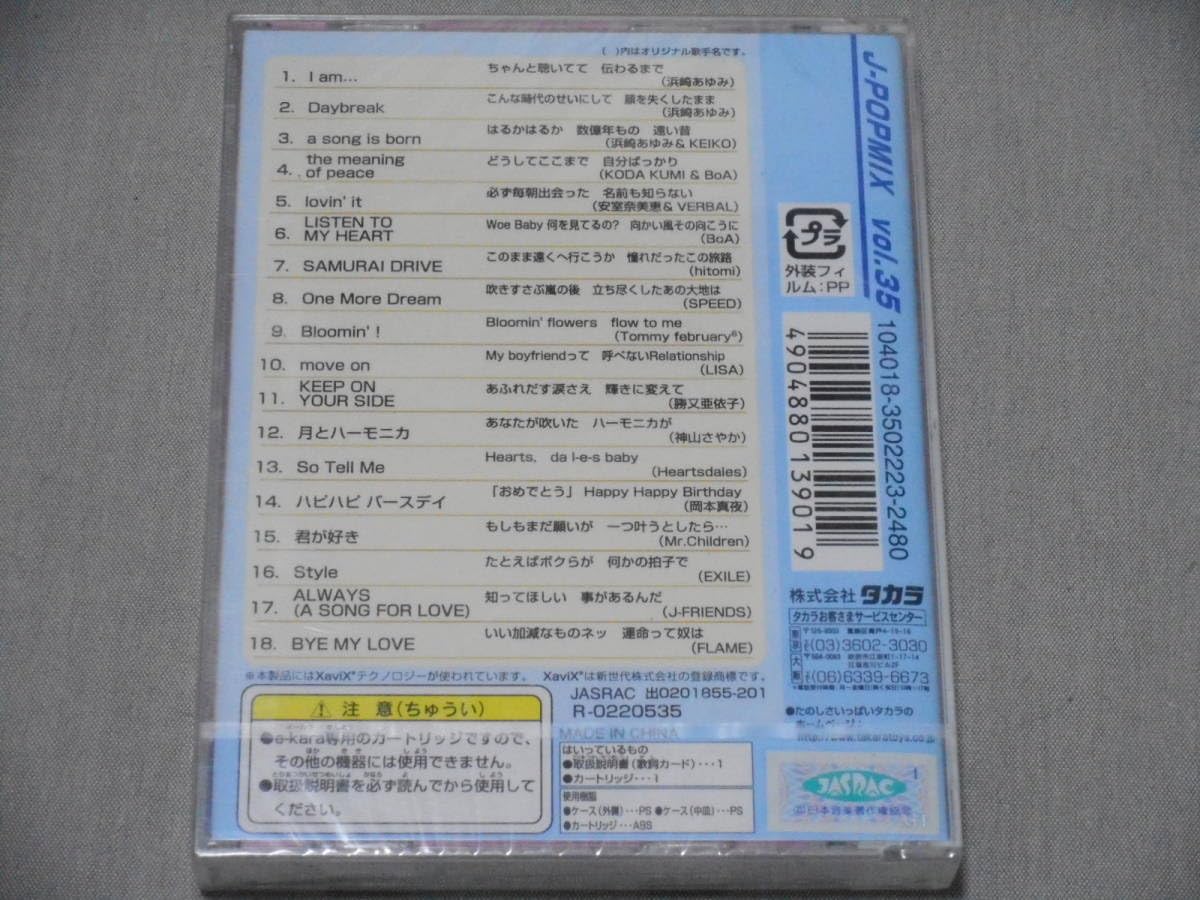 ( )内はオリジナル歌手名です。
1. I am… ちゃんと聴いてて 伝わるまで
(浜崎あゆみ)
2. Daybreak こんな時代のせいにして 顔を失くしたまま
(浜崎あゆみ)
3. a song is born はるかはるか 数億年もの 遠い昔
(浜崎あゆみ& KEIKO)
4. the meaning of peace どうしてここまで 自分ばっかり
(KODA KUMI & BoA)
5. lovin' it 必ず毎朝出会った 名前も知らない
(安室奈美恵& VERBAL)
6. LISTEN TO MY HEART Woe Baby 何を見てるの? 向かい風その向こうに
(BoA)
7. SAMURAI DRIVE このまま遠くへ行こうか 憧れだったこの旅路
(hitomi)
8. One More Dream 吹きすさぶ嵐の後 立ち尽くしたあの大地は
(SPEED)
9. Bloomin' ! Bloomin' flowers flow to me
(Tommy february⁶)
10. move on My boyfriendって 呼べないRelationship
(LISA)
11. KEEP ON YOUR SIDE あふれだす涙さえ 輝きに変えて
(勝又亜依子)
12. 月とハーモニカ あなたが吹いた ハーモニカが
(神山さやか)
13. So Tell Me Hearts, da l-e-s baby
(Heartsdales)
14. ハピハピ バースデイ 「おめでとう」 Happy Happy Birthday
(岡本真夜)
15. 君が好き もしもまだ願いが 一つ叶うとしたら…
(Mr.Children)
16. Style たとえばボクらが 何かの拍子で
(EXILE)
17. ALWAYS (A SONG FOR LOVE) 知ってほしい 事があるんだ
(J-FRIENDS)
18. BYE MY LOVE いい加減なものネッ 運命って奴は
(FLAME)
※本製品にはXaviX®テクノロジーが使われています。 XaviX®は新世代株式会社の登録商標です。
JASRAC 出0201855-201
R-0220535
MADE IN CHINA
⚠ 注 意(ちゅうい)
●e-kara専用のカートリッジですので、
その他の機器には使用できません。
●取扱説明書を必ず読んでから使用して
ください。
はいっているもの
●取扱説明書(歌詞カード)…1
●カートリッジ…1
使用樹脂
●ケース(外側)…PS ●ケース(中皿)…PS
●カートリッジ…ABS
J-POPMIX vol.35
プラ
外装フィ
ルム:PP
104018-3502223-2480
4904880139019
株式会社 タカラ
タカラお客さまサービスセンター
東京
(03)3602-3030
大阪
(06)6339-6673
●たのしさいっぱいタカラの
ホームページ:
http://www.takaratoys.co.jp
JASRAC